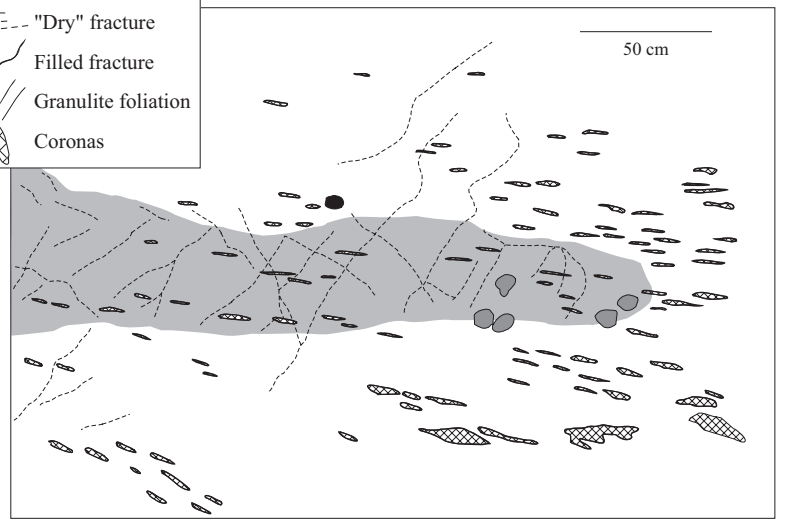 "Dry" fracture
Filled fracture
Granulite foliation
Coronas
50 cm